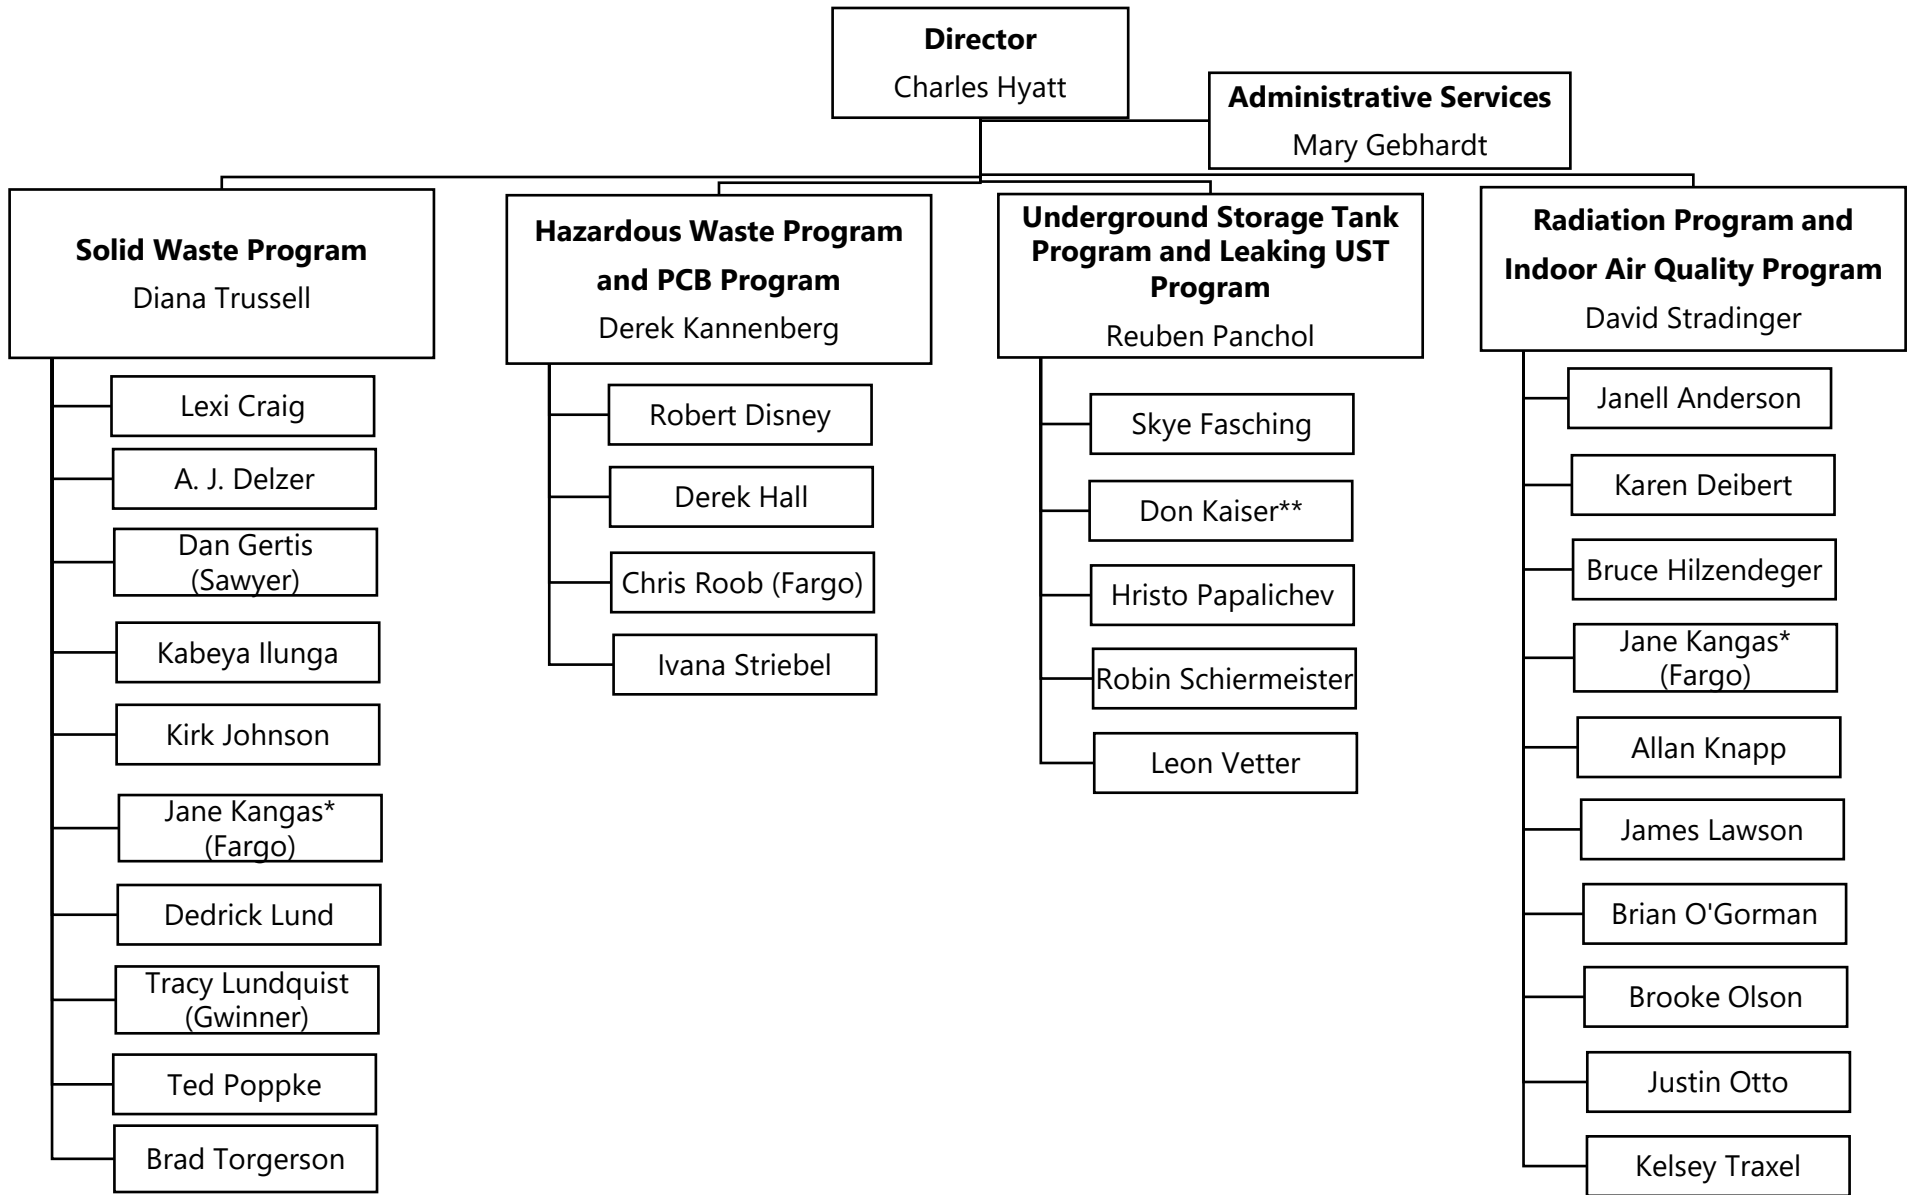 Director
Charles Hyatt
Administrative Services
Mary Gebhardt
Solid Waste Program
Diana Trussell
Lexi Craig
A. J. Delzer
Dan Gertis
(Sawyer)
Kabeya Ilunga
Kirk Johnson
Jane Kangas*
(Fargo)
Dedrick Lund
Tracy Lundquist
(Gwinner)
Ted Poppke
Brad Torgerson
Hazardous Waste Program
and PCB Program
Derek Kannenberg
Robert Disney
Derek Hall
Chris Roob (Fargo)
Ivana Striebel
Underground Storage Tank
Program and Leaking UST
Program
Reuben Panchol
Skye Fasching
Don Kaiser**
Hristo Papalichev
Robin Schiermeister
Leon Vetter
Radiation Program and
Indoor Air Quality Program
David Stradinger
Janell Anderson
Karen Deibert
Bruce Hilzendeger
Jane Kangas*
(Fargo)
Allan Knapp
James Lawson
Brian O'Gorman
Brooke Olson
Justin Otto
Kelsey Traxel